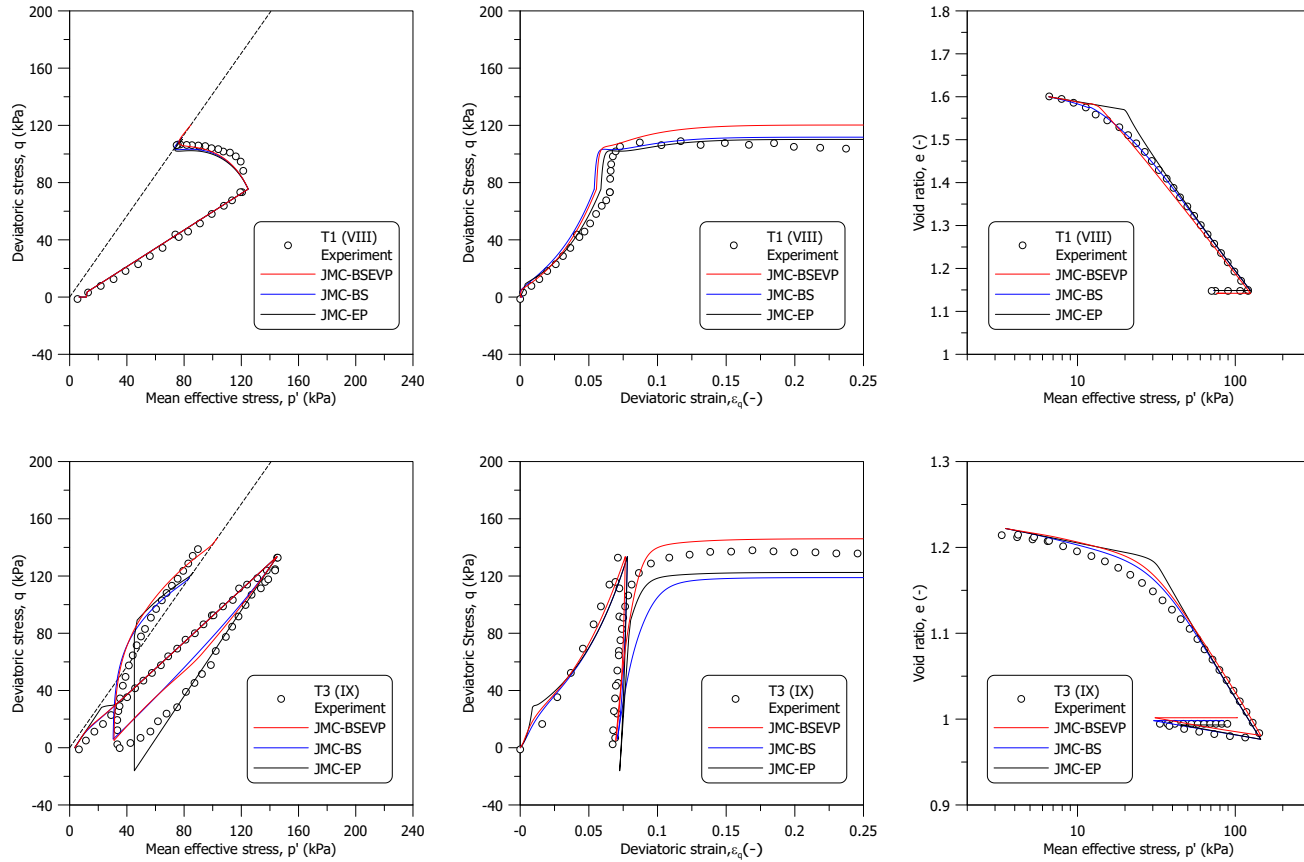 200
160
120
80
40
0
-40
Deviatoric Stress, q (kPa)
0 40 80 120 160 200 240
Mean effective stress, p' (kPa)
T1 (VIII)
Experiment
JMC-BSEVP
JMC-BS
JMC-EP
200
160
120
80
40
0
-40
Deviatoric Stress, q (kPa)
0 0.05 0.1 0.15 0.2 0.25
Deviatoric strain,εq(-)
T1 (VIII)
Experiment
JMC-BSEVP
JMC-BS
JMC-EP
1.8
1.7
1.6
1.5
1.4
1.3
1.2
1.1
1
Void ratio, e (-)
10 100
Mean effective stress, p' (kPa)
T1 (VIII)
Experiment
JMC-BSEVP
JMC-BS
JMC-EP
200
160
120
80
40
0
-40
Deviatoric stress, q (kPa)
0 40 80 120 160 200 240
Mean effective stress, p' (kPa)
T3 (IX)
Experiment
JMC-BSEVP
JMC-BS
JMC-EP
200
160
120
80
40
0
-40
Deviatoric Stress, q (kPa)
-0 0.05 0.1 0.15 0.2 0.25
Deviatoric strain,εq(-)
T3 (IX)
Experiment
JMC-BSEVP
JMC-BS
JMC-EP
1.3
1.2
1.1
1
0.9
Void ratio, e (-)
10 100
Mean effective stress, p' (kPa)
T3 (IX)
Experiment
JMC-BSEVP
JMC-BS
JMC-EP